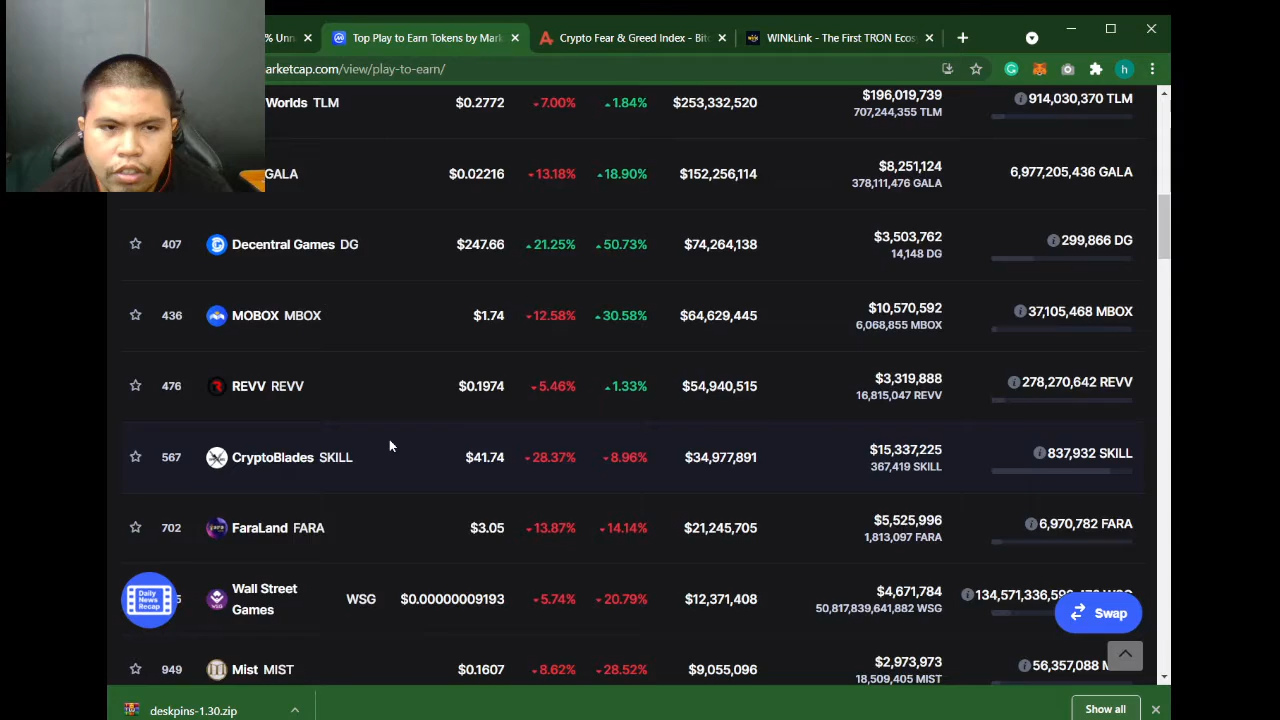 % Unr
Top Play to Earn Tokens by Mark
Crypto Fear & Greed Index - Bitc
WINkLink - The First TRON Ecos
arketcap.com/view/play-to-earn/
h
Worlds TLM $0.2772 7.00% 1.84% $253,332,520 $196,019,739 914,030,370 TLM
707,244,355 TLM
GALA $0.02216 13.18% 18.90% $152,256,114 $8,251,124 6,977,205,436 GALA
378,111,476 GALA
407 Decentral Games DG $247.66 21.25% 50.73% $74,264,138 $3,503,762 299,866 DG
14,148 DG
436 MOBOX MBOX $1.74 12.58% 30.58% $64,629,445 $10,570,592 37,105,468 MBOX
6,068,855 MBOX
476 REVV REVV $0.1974 5.46% 1.33% $54,940,515 $3,319,888 278,270,642 REVV
16,815,047 REVV
567 CryptoBlades SKILL $41.74 28.37% 8.96% $34,977,891 $15,337,225 837,932 SKILL
367,419 SKILL
702 FaraLand FARA $3.05 13.87% 14.14% $21,245,705 $5,525,996 6,970,782 FARA
1,813,097 FARA
Daily
News
Recap
Wall Street
Games
WSG $0.00000009193 5.74% 20.79% $12,371,408 $4,671,784
50,817,839,641,882 WSG
Swap
949 Mist MIST $0.1607 8.62% 28.52% $9,055,096 $2,973,973 56,357,088
18,509,405 MIST
deskpins-1.30.zip
Show all